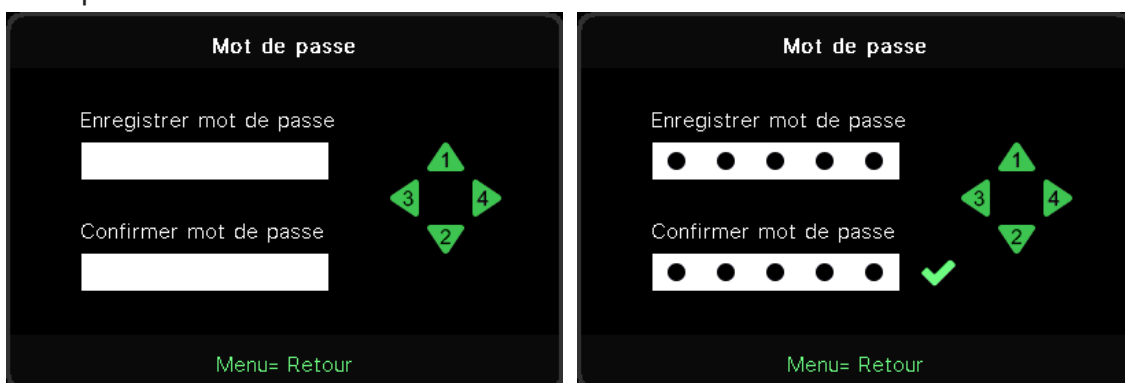 Mot de passe
Enregistrer mot de passe
1
3 4
Confirmer mot de passe
2
Menu= Retour
Mot de passe
Enregistrer mot de passe
1
3 4
Confirmer mot de passe
2
Menu= Retour